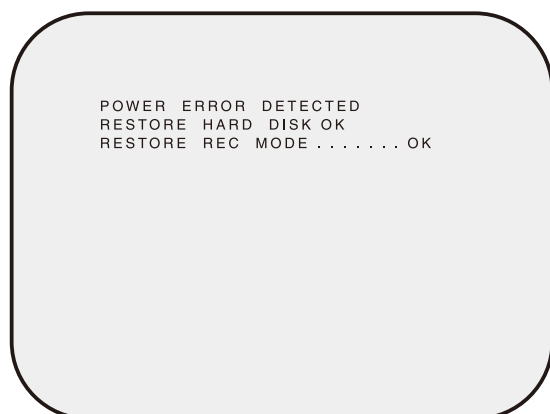 POWER ERROR DETECTED
RESTORE HARD DISK OK
RESTORE REC MODE . . . . . . . OK